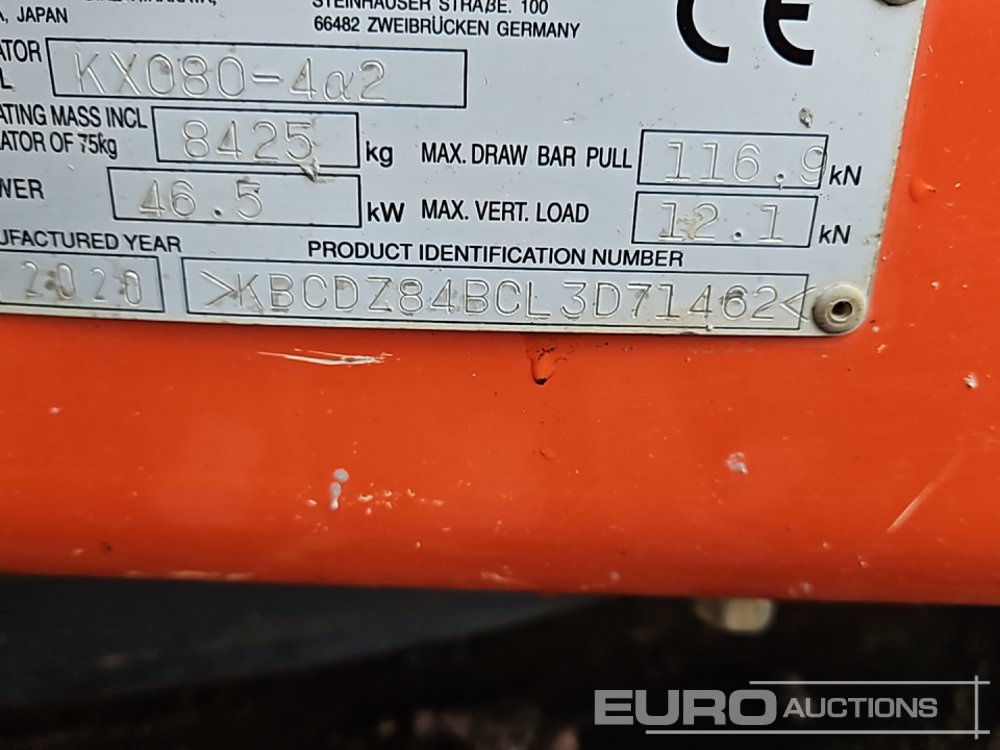 A, JAPAN
STEINHAUSER STRAßE. 100
66482 ZWEIBRÜCKEN GERMANY
CE
KX080-4α2
ATING MASS INCL
ATOR OF 75kg
8425 kg
MAX. DRAW BAR PULL 116.9 kN
46.5 kW
MAX. VERT. LOAD 12.1 kN
UFACTURED YEAR
PRODUCT IDENTIFICATION NUMBER
2020
>KBCDZ84BCL3D71462<
EURO AUCTIONS